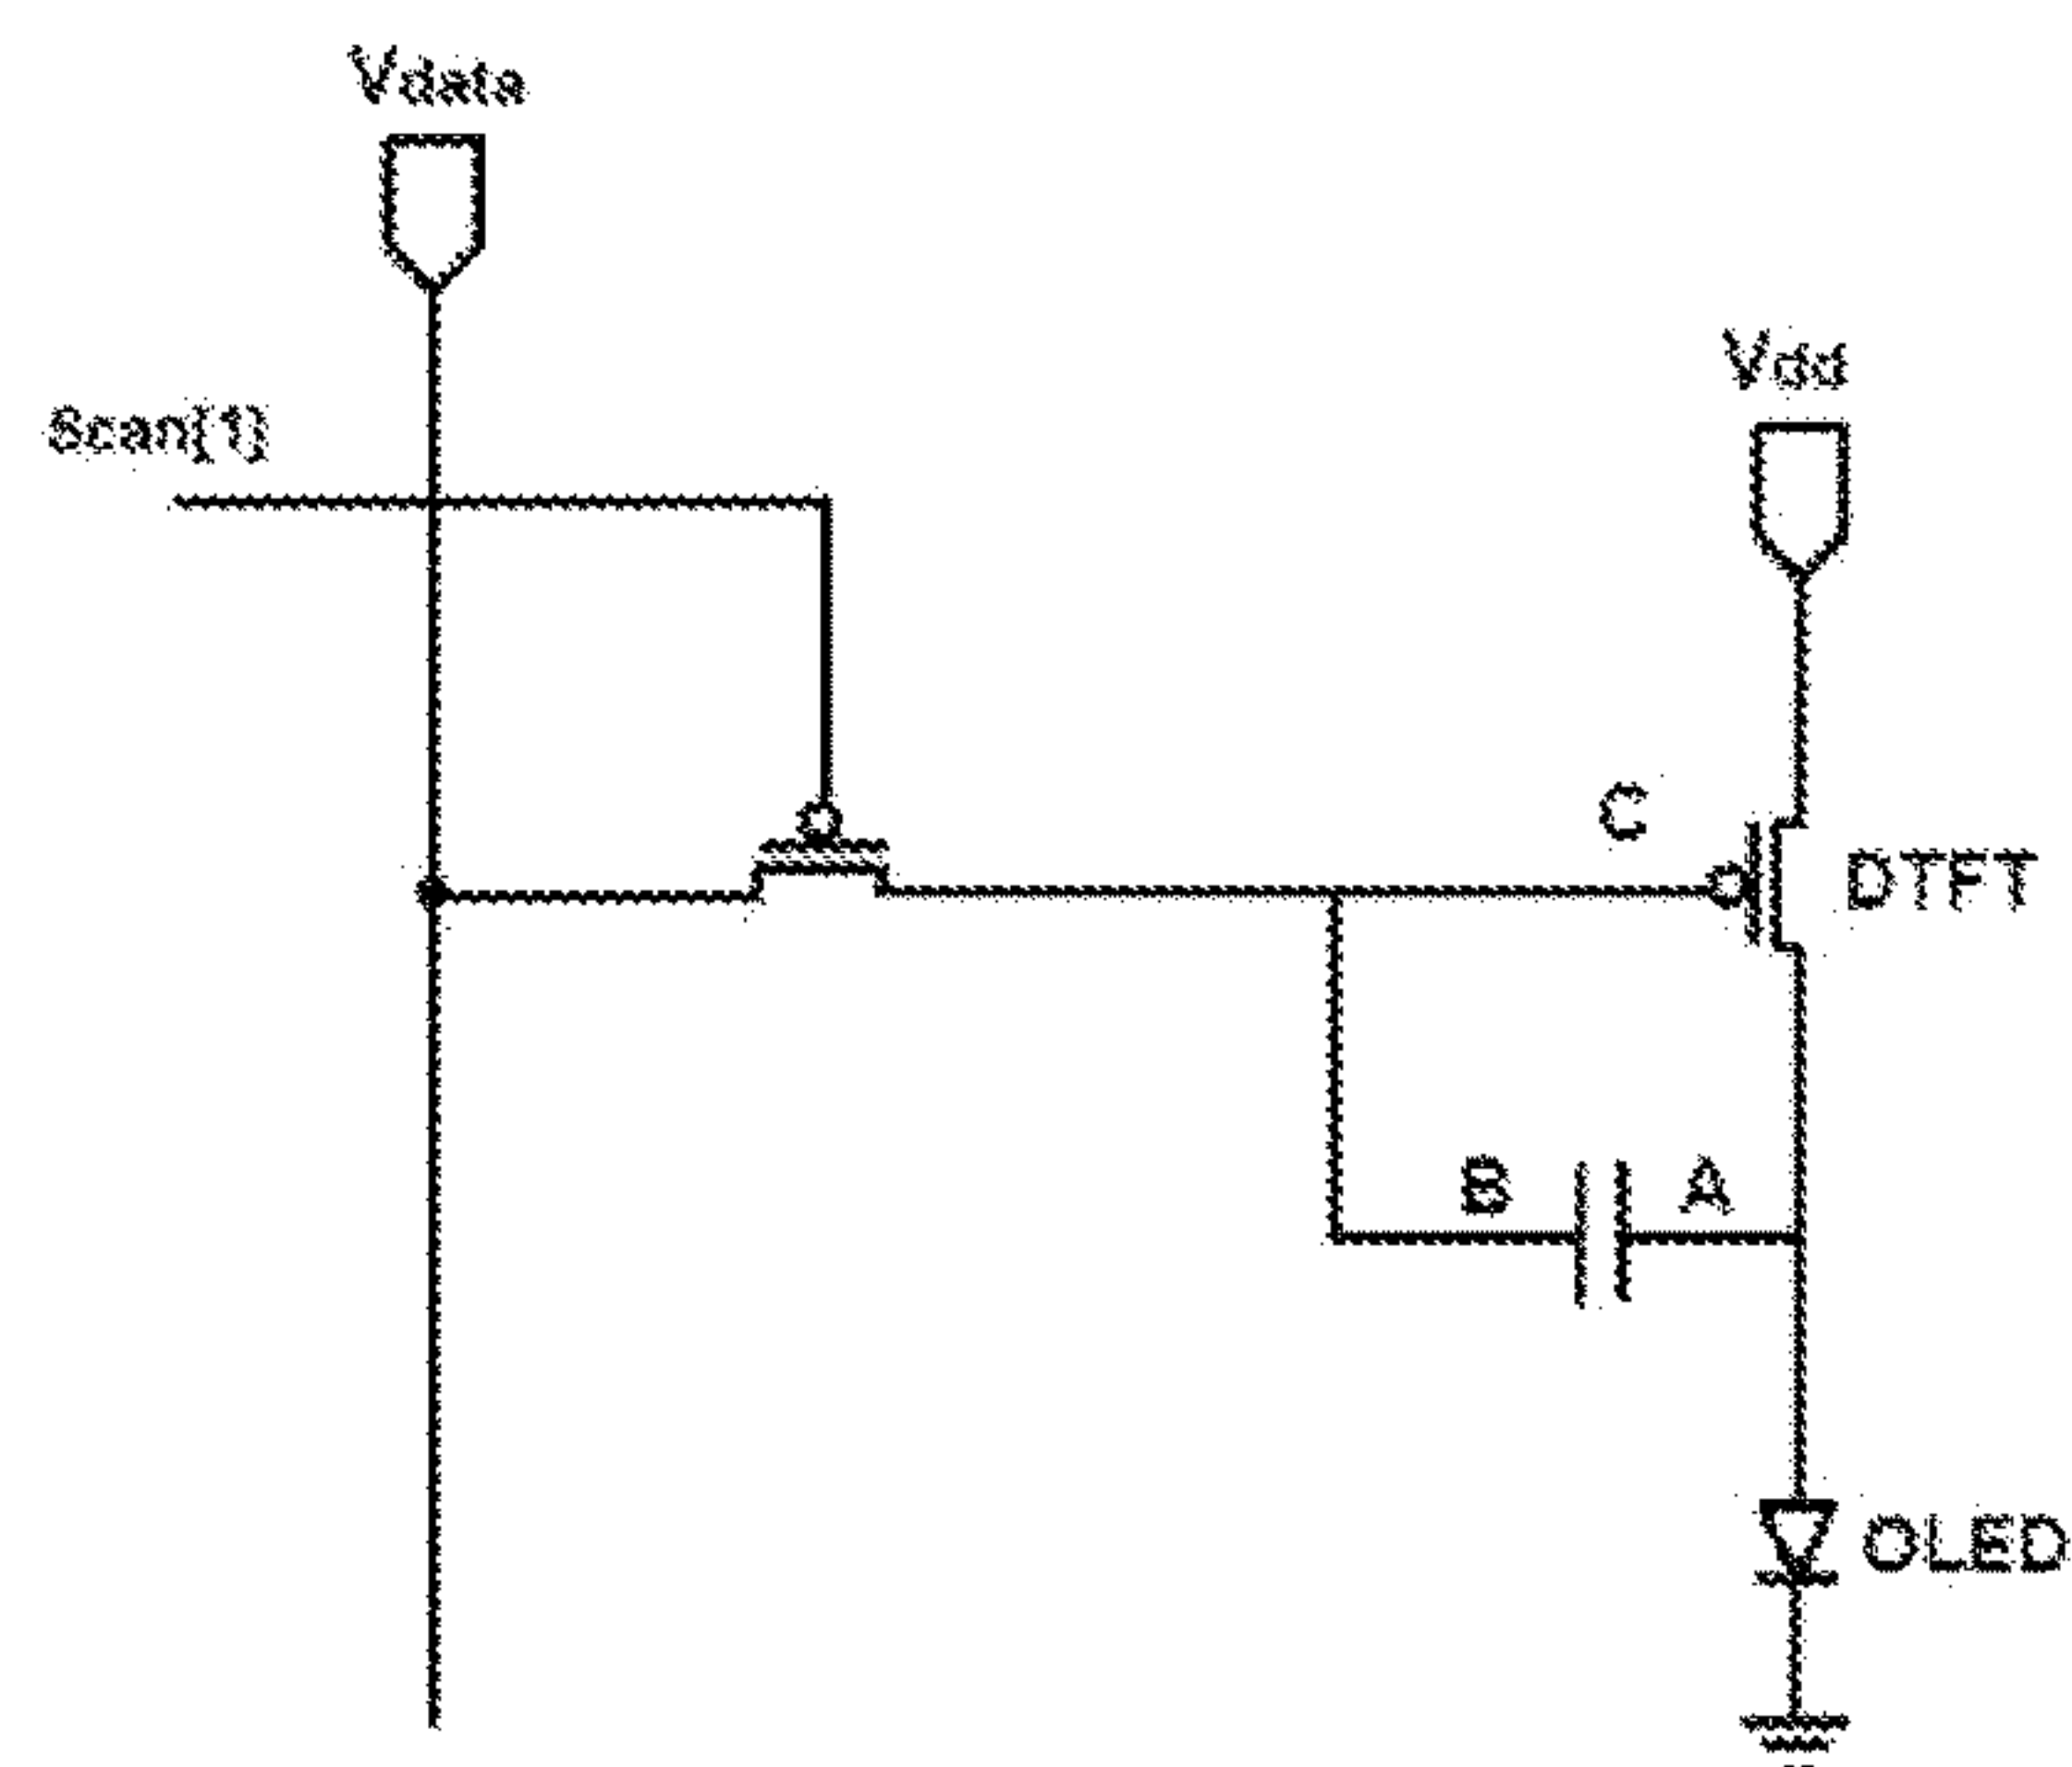 Vdata
Scan(1)
Vdd
C
DTFT
B
A
OLED